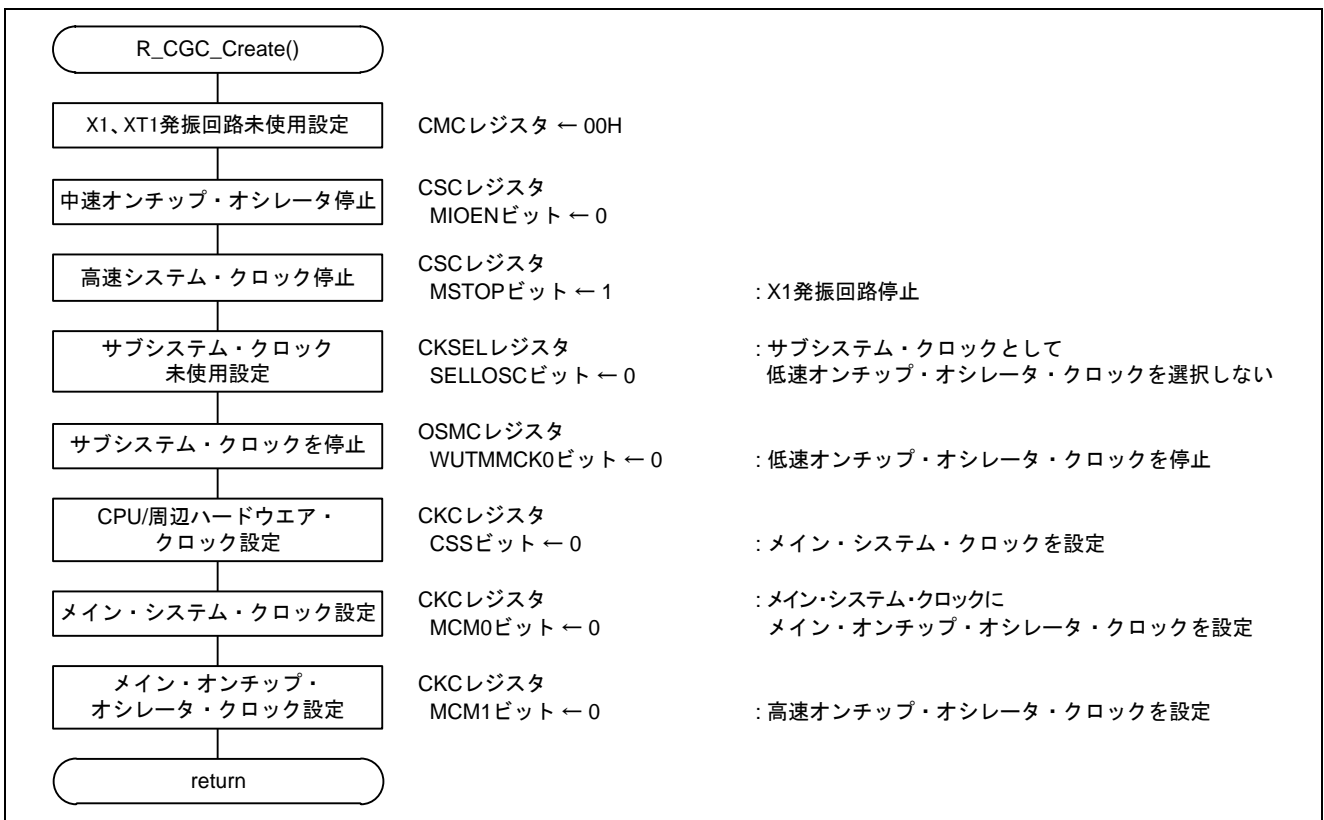 R_CGC_Create()
X1、XT1発振回路未使用設定
CMCレジスタ ← 00H
中速オンチップ・オシレータ停止
CSCレジスタ
MIOENビット ← 0
高速システム・クロック停止
CSCレジスタ
MSTOPビット ← 1
: X1発振回路停止
サブシステム・クロック
未使用設定
CKSELレジスタ
SELLOSCビット ← 0
: サブシステム・クロックとして
低速オンチップ・オシレータ・クロックを選択しない
サブシステム・クロックを停止
OSMCレジスタ
WUTMMCK0ビット ← 0
: 低速オンチップ・オシレータ・クロックを停止
CPU/周辺ハードウエア・
クロック設定
CKCレジスタ
CSSビット ← 0
: メイン・システム・クロックを設定
メイン・システム・クロック設定
CKCレジスタ
MCM0ビット ← 0
: メイン・システム・クロックに
メイン・オンチップ・オシレータ・クロックを設定
メイン・オンチップ・
オシレータ・クロック設定
CKCレジスタ
MCM1ビット ← 0
: 高速オンチップ・オシレータ・クロックを設定
return